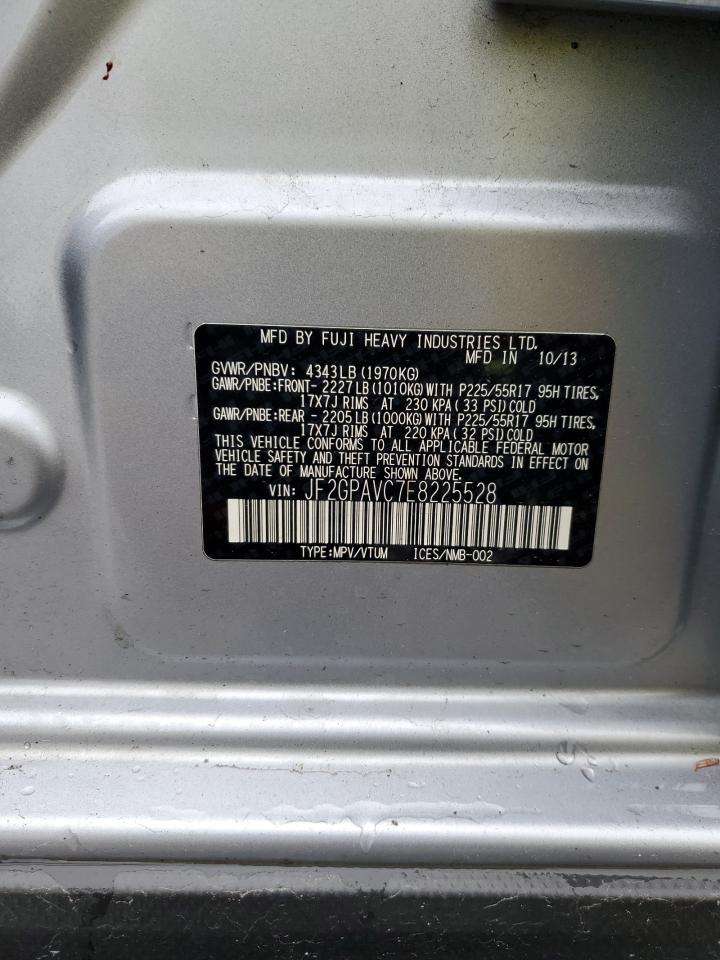 MFD BY FUJI HEAVY INDUSTRIES LTD.
MFD IN 10/13
GVWR/PNBV: 4343LB (1970KG)
GAWR/PNBE:FRONT- 2227LB(1010KG)WITH P225/55R17 95H TIRES,
17X7J RIMS AT 230 KPA( 33 PSI)COLD
GAWR/PNBE:REAR - 2205LB(1000KG)WITH P225/55R17 95H TIRES,
17X7J RIMS AT 220 KPA( 32 PSI)COLD
THIS VEHICLE CONFORMS TO ALL APPLICABLE FEDERAL MOTOR
VEHICLE SAFETY AND THEFT PREVENTION STANDARDS IN EFFECT ON
THE DATE OF MANUFACTURE SHOWN ABOVE.
VIN: JF2GPAVC7E8225528
TYPE:MPV/VTUM ICES/NMB-002